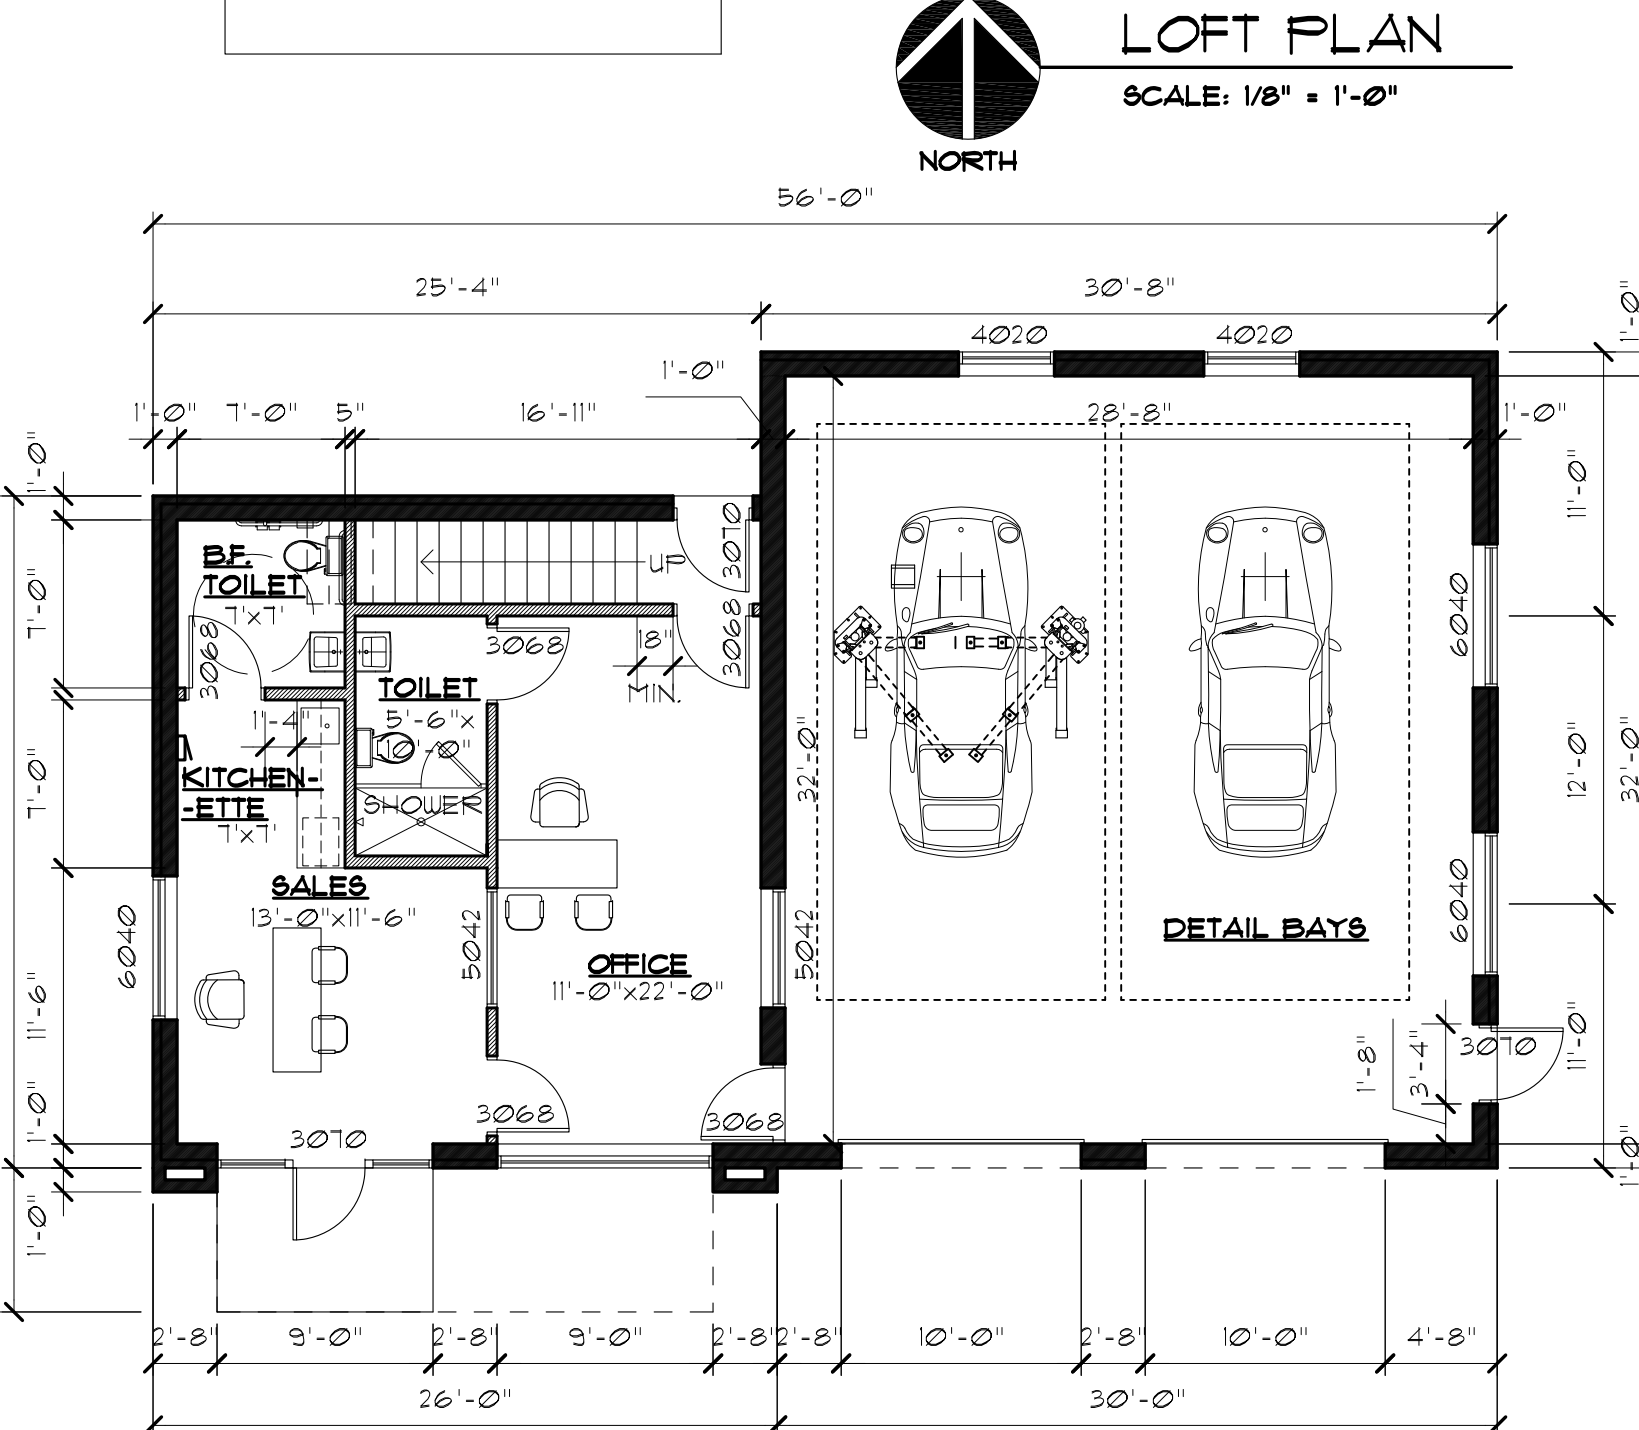 LOFT PLAN
SCALE: 1/8" = 1'-0"
NORTH
56'-0"
25'-4"
30'-8"
1'-0"
4020
4020
1'-0"
1'-0"
7'-0"
5"
16'-11"
28'-8"
1'-0"
1'-0"
11'-0"
B.F.
TOILET
7'x7'
UP
3070
7'-0"
3068
3068
18"
MIN.
3068
6040
TOILET
5'-6"x
10'-0"
1'-4"
KITCHEN-
-ETTE
7'x7'
7'-0"
SHOWER
32'-0"
12'-0"
32'-0"
SALES
13'-0"x11'-6"
6040
5042
OFFICE
11'-0"x22'-0"
5042
DETAIL BAYS
6040
11'-6"
1'-8"
3'-4"
3070
11'-0"
3068
3068
3070
1'-0"
1'-0"
1'-0"
2'-8"
9'-0"
2'-8"
9'-0"
2'-8"
2'-8"
10'-0"
2'-8"
10'-0"
4'-8"
26'-0"
30'-0"